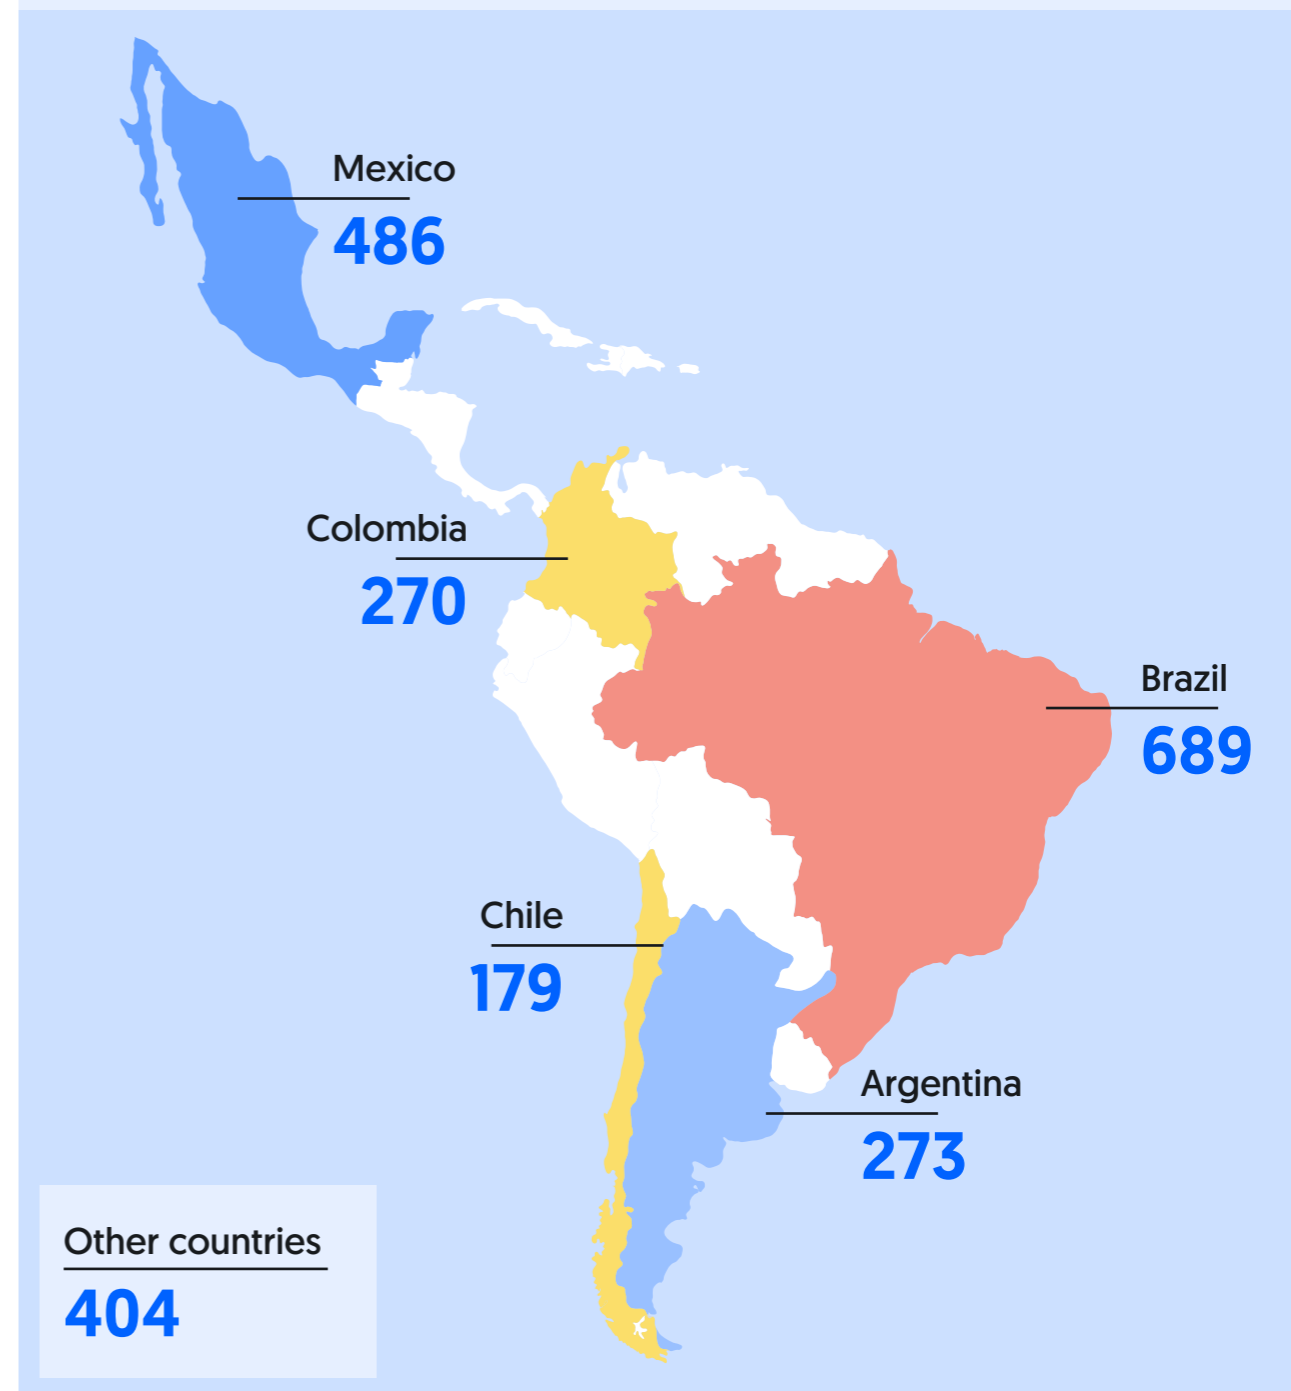 Mexico
486
Colombia
270
Brazil
689
Chile
179
Argentina
273
Other countries
404